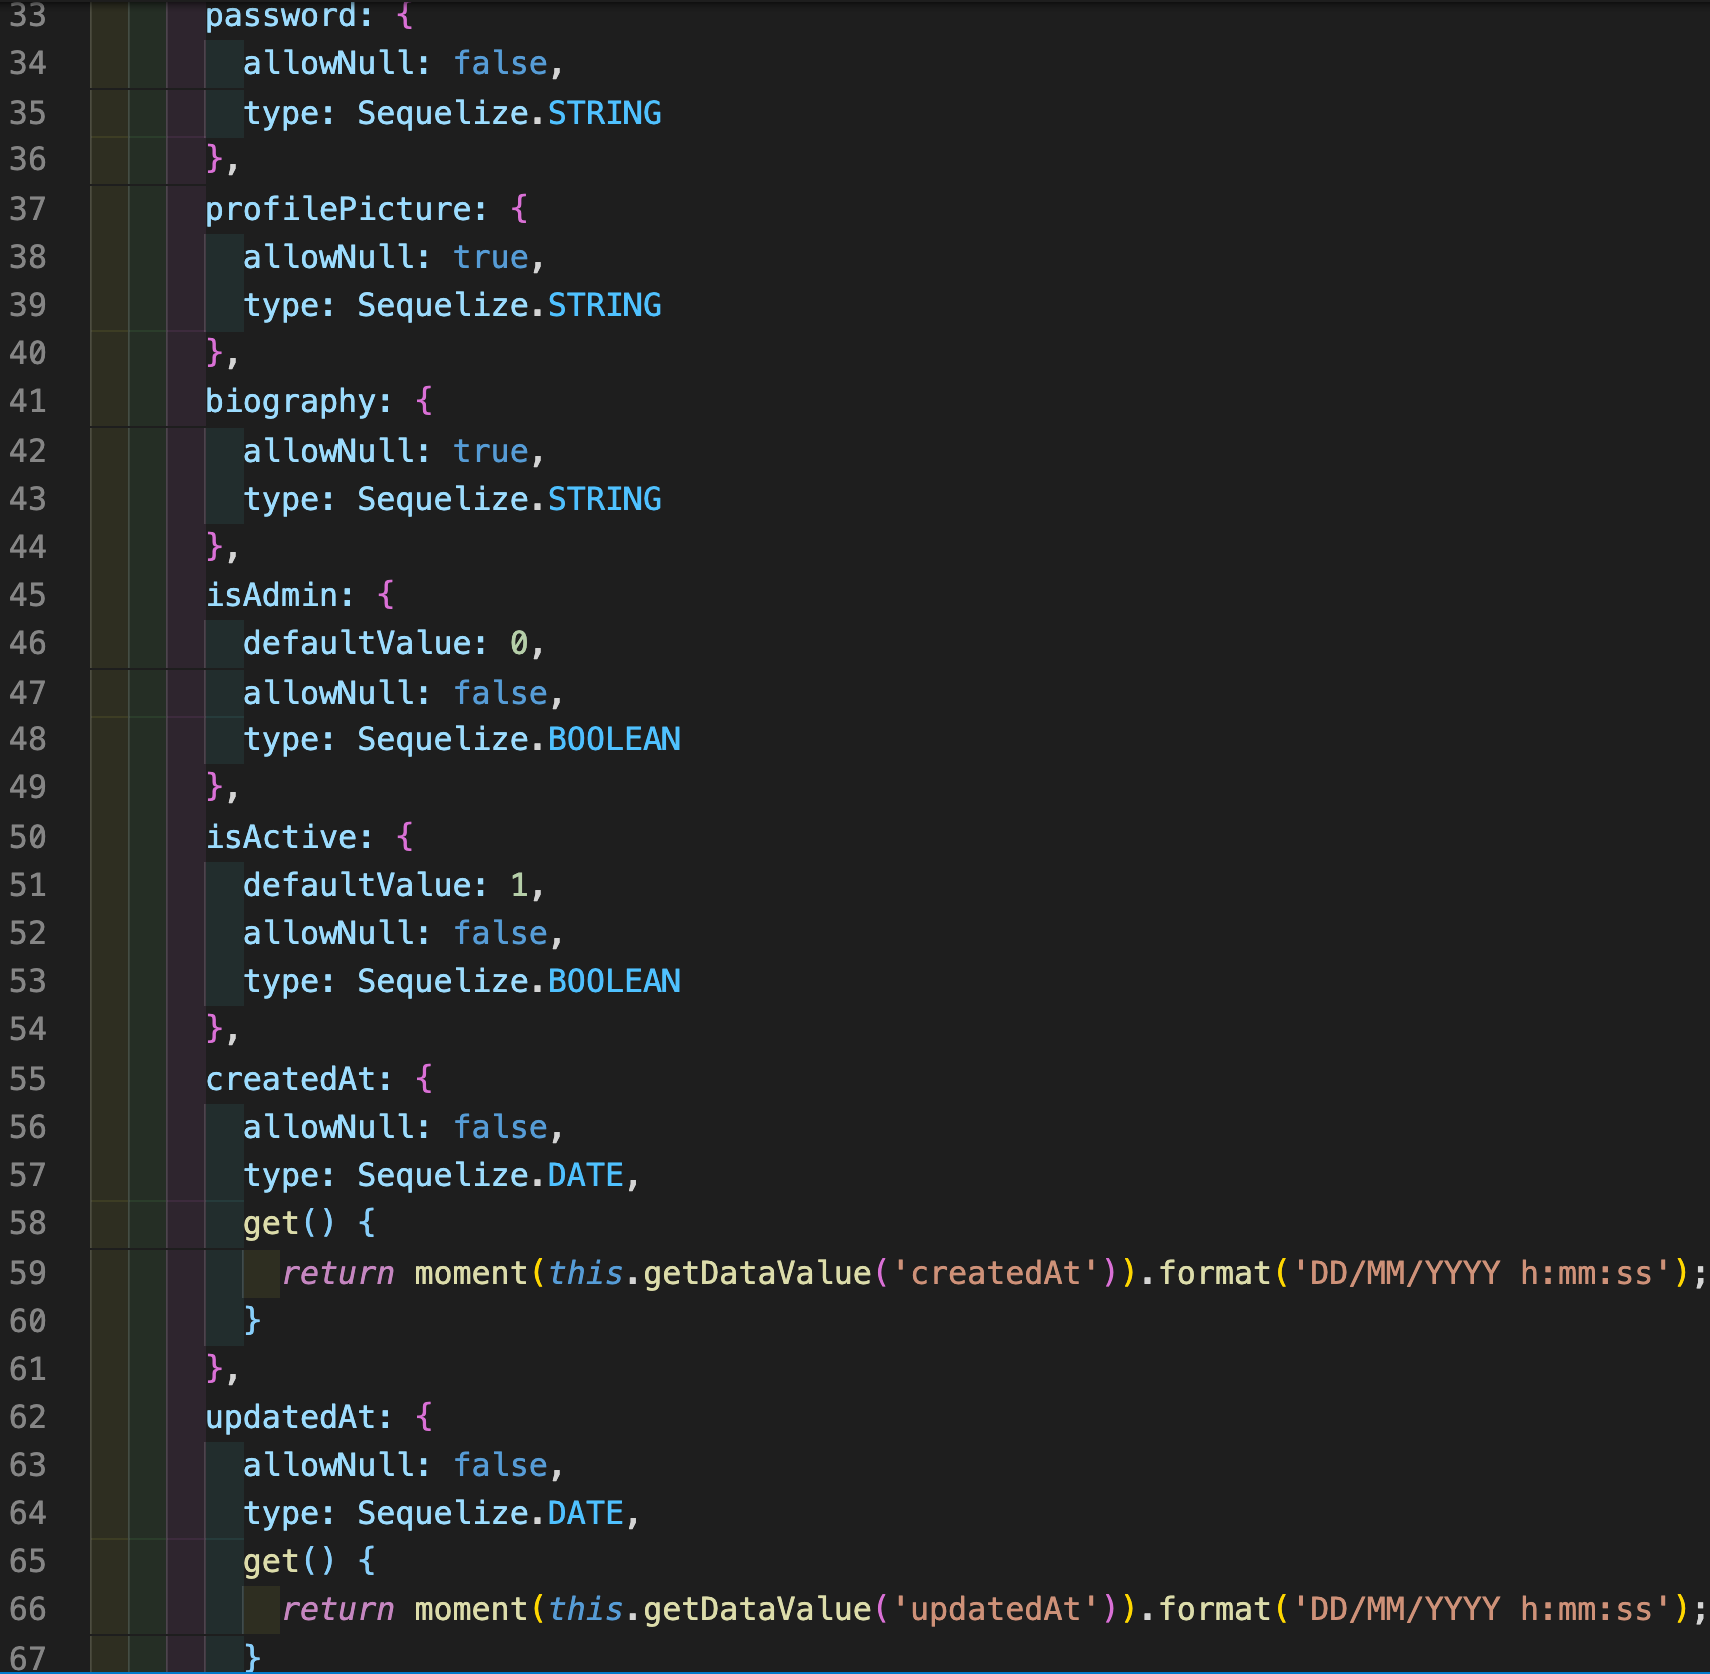 33 password: {
34 allowNull: false,
35 type: Sequelize.STRING
36 },
37 profilePicture: {
38 allowNull: true,
39 type: Sequelize.STRING
40 },
41 biography: {
42 allowNull: true,
43 type: Sequelize.STRING
44 },
45 isAdmin: {
46 defaultValue: 0,
47 allowNull: false,
48 type: Sequelize.BOOLEAN
49 },
50 isActive: {
51 defaultValue: 1,
52 allowNull: false,
53 type: Sequelize.BOOLEAN
54 },
55 createdAt: {
56 allowNull: false,
57 type: Sequelize.DATE,
58 get() {
59 return moment(this.getDataValue('createdAt')).format('DD/MM/YYYY h:mm:ss');
60 }
61 },
62 updatedAt: {
63 allowNull: false,
64 type: Sequelize.DATE,
65 get() {
66 return moment(this.getDataValue('updatedAt')).format('DD/MM/YYYY h:mm:ss');
67 }